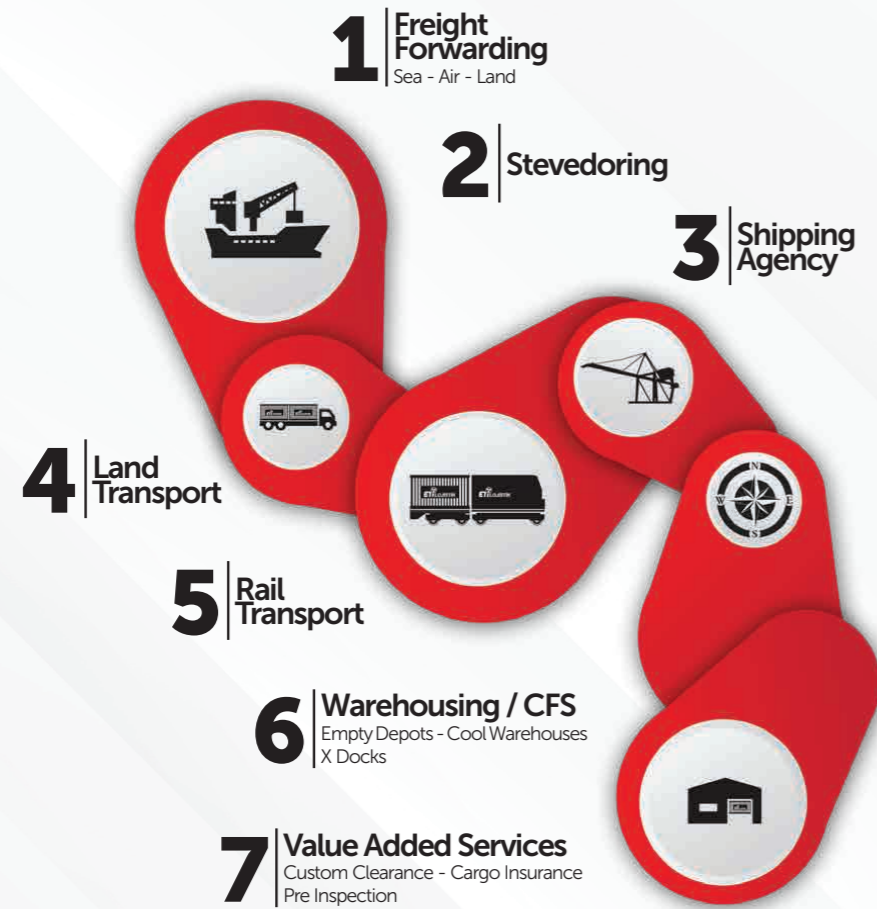 1
Freight
Forwarding
Sea - Air - Land
2
Stevedoring
3
Shipping
Agency
4
Land
Transport
5
Rail
Transport
6
Warehousing / CFS
Empty Depots - Cool Warehouses
X Docks
7
Value Added Services
Custom Clearance - Cargo Insurance
Pre Inspection
N
W
E
S